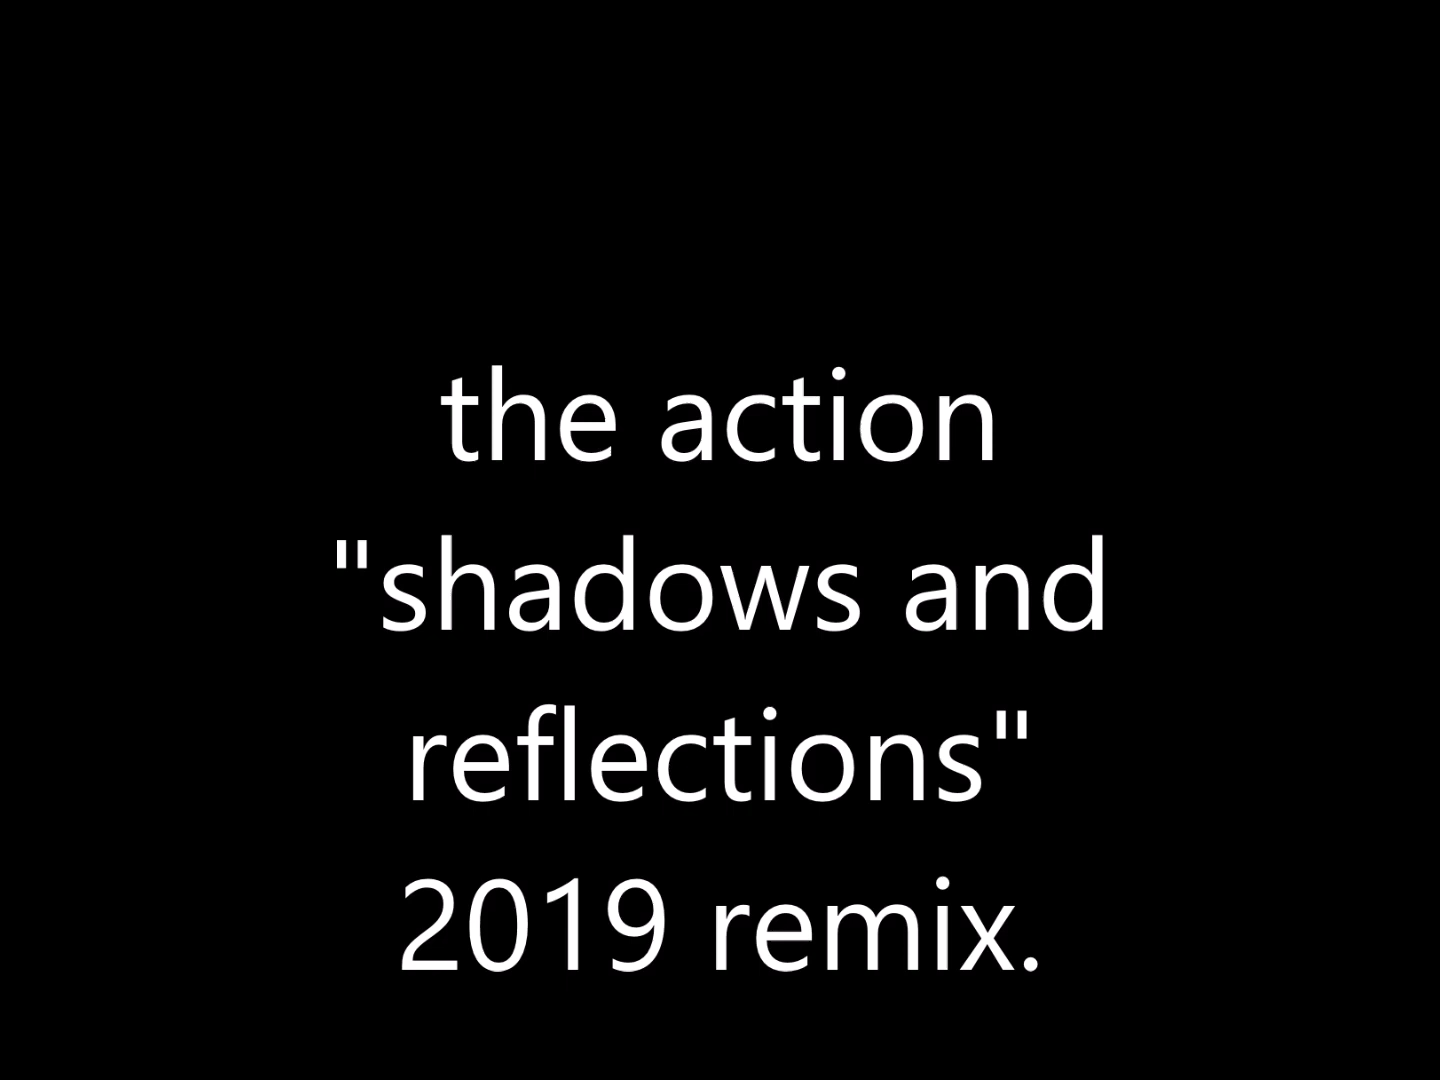 the action
"shadows and
reflections"
2019 remix.